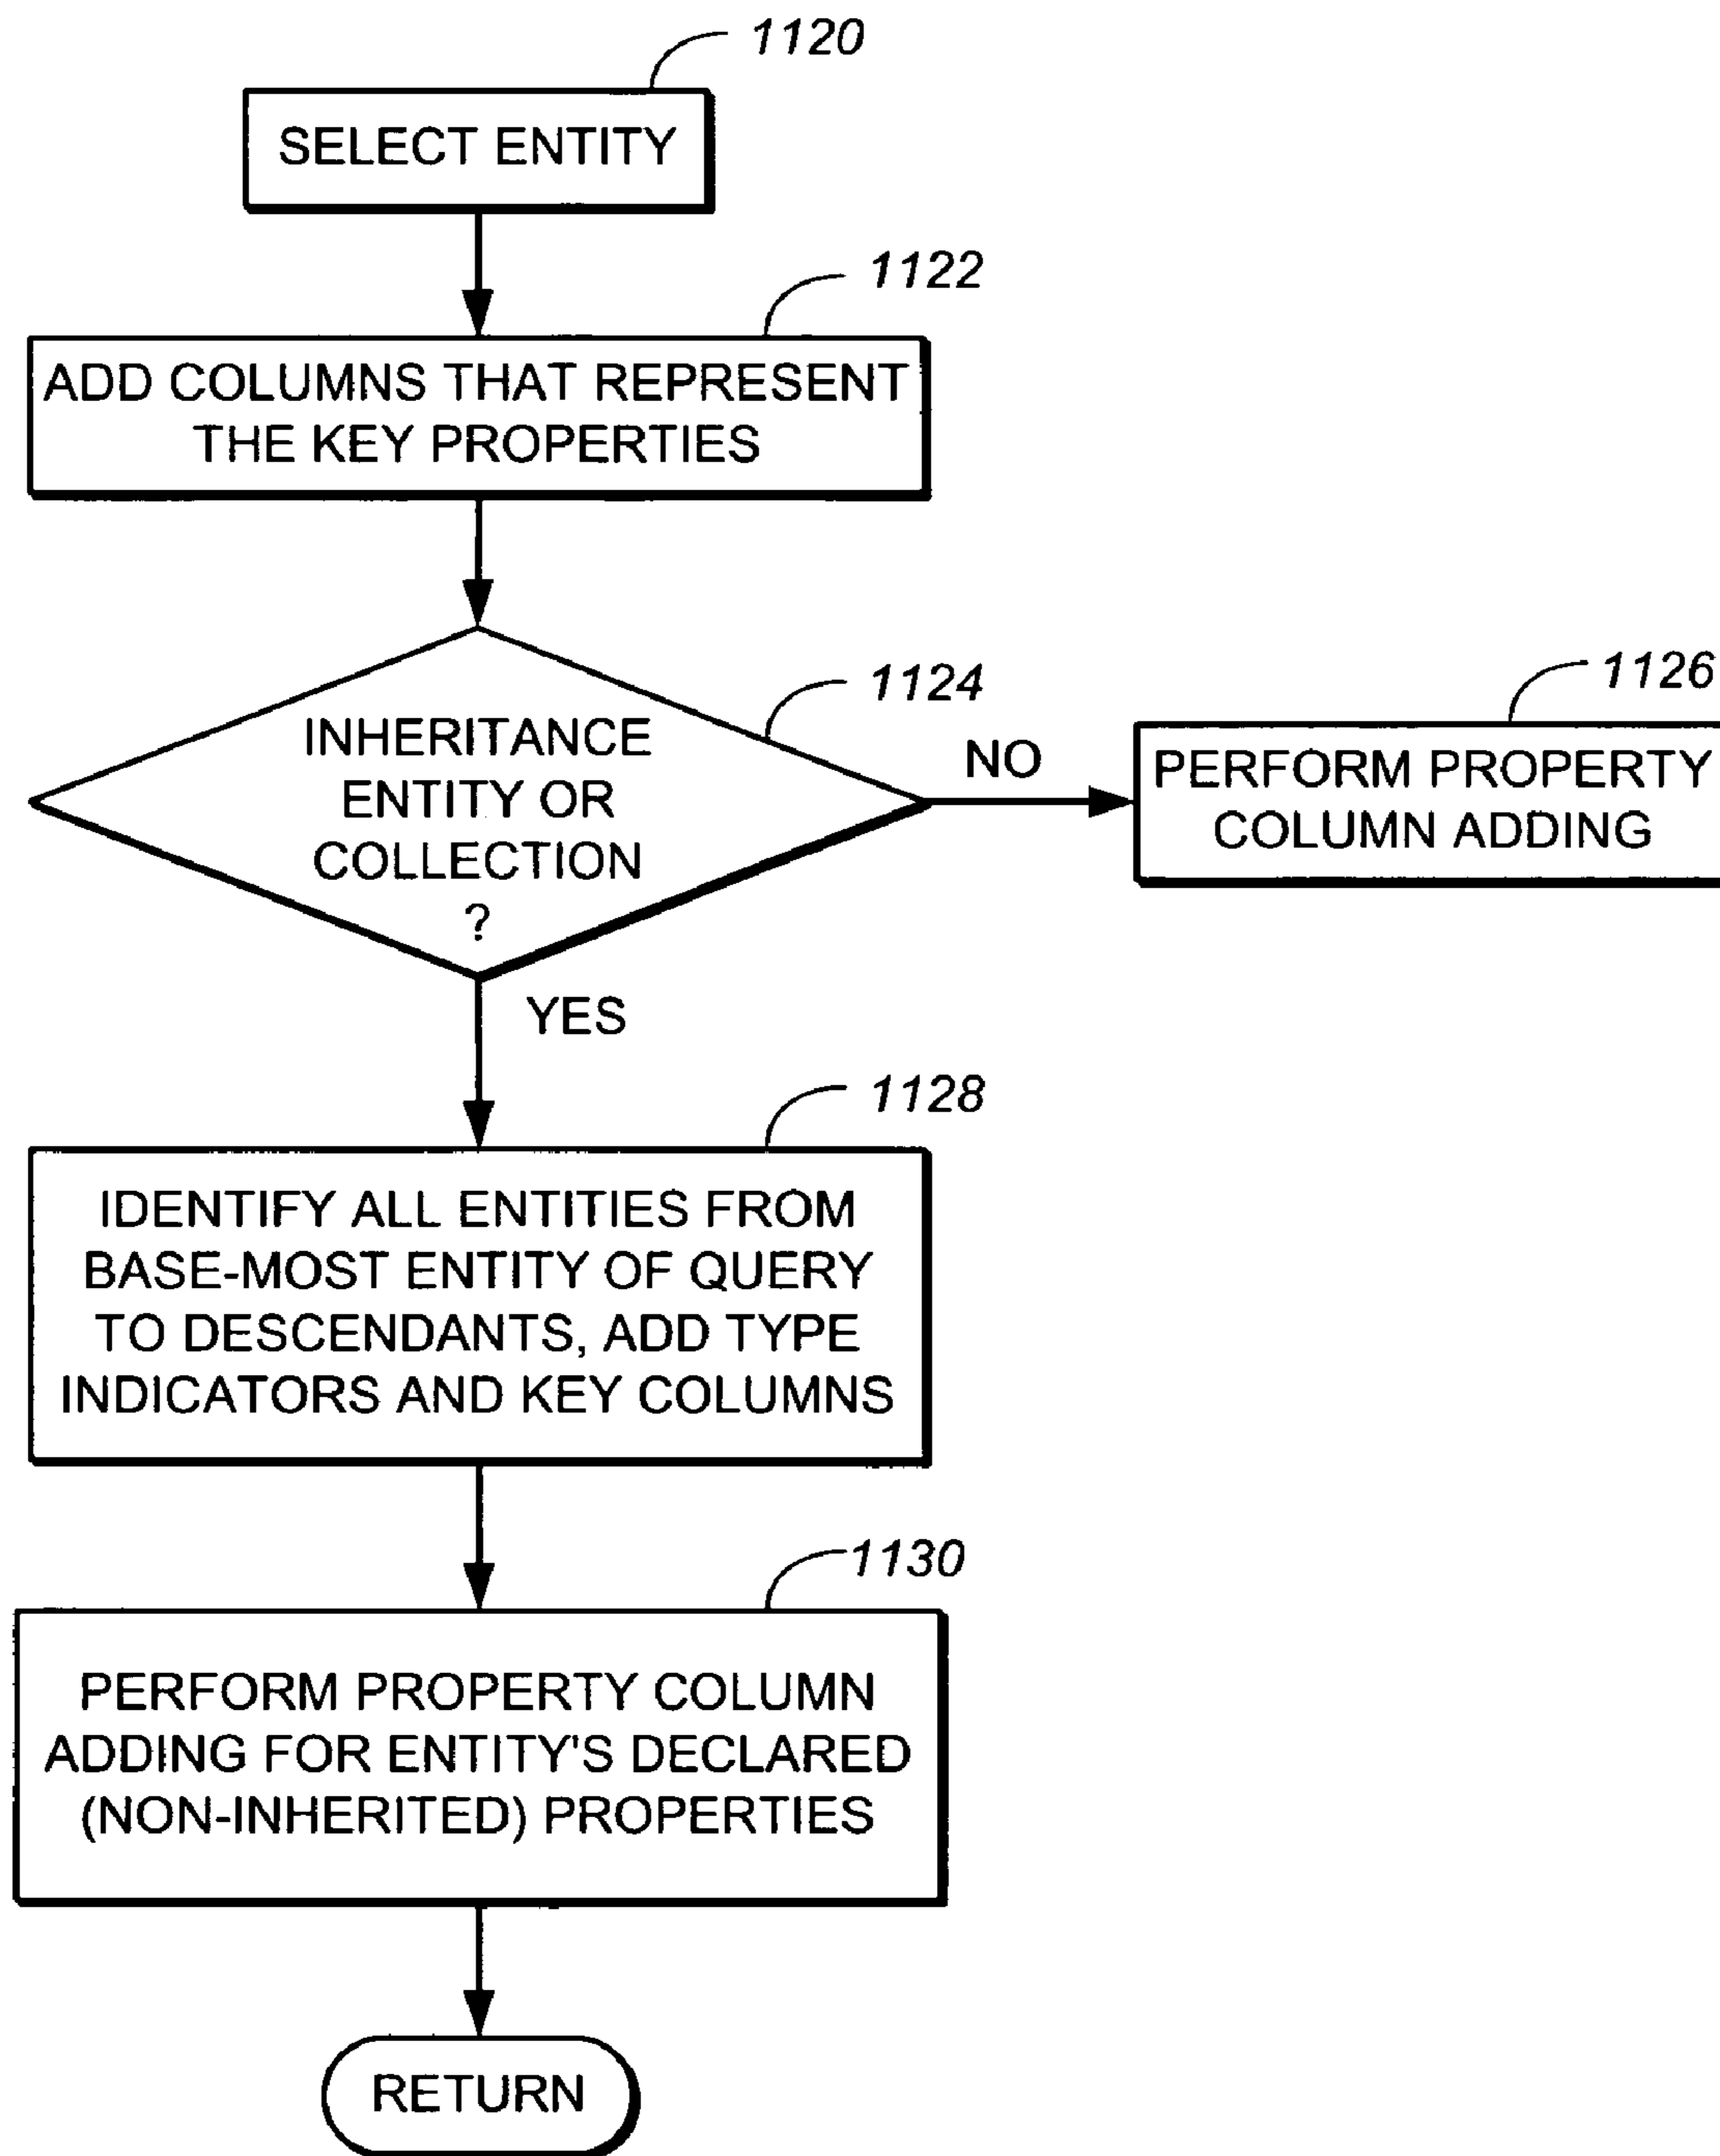 1120
SELECT ENTITY
1122
ADD COLUMNS THAT REPRESENT
THE KEY PROPERTIES
1124
INHERITANCE
ENTITY OR
COLLECTION
?
NO
1126
PERFORM PROPERTY
COLUMN ADDING
YES
1128
IDENTIFY ALL ENTITIES FROM
BASE-MOST ENTITY OF QUERY
TO DESCENDANTS, ADD TYPE
INDICATORS AND KEY COLUMNS
1130
PERFORM PROPERTY COLUMN
ADDING FOR ENTITY'S DECLARED
(NON-INHERITED) PROPERTIES
RETURN